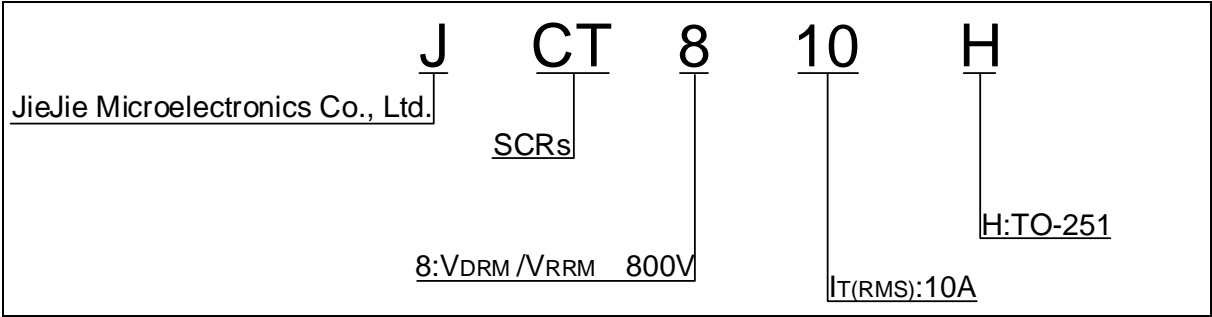 J CT 8 10 H
JieJie Microelectronics Co., Ltd.
SCRs
H:TO-251
8:VDRM /VRRM 800V
IT(RMS):10A